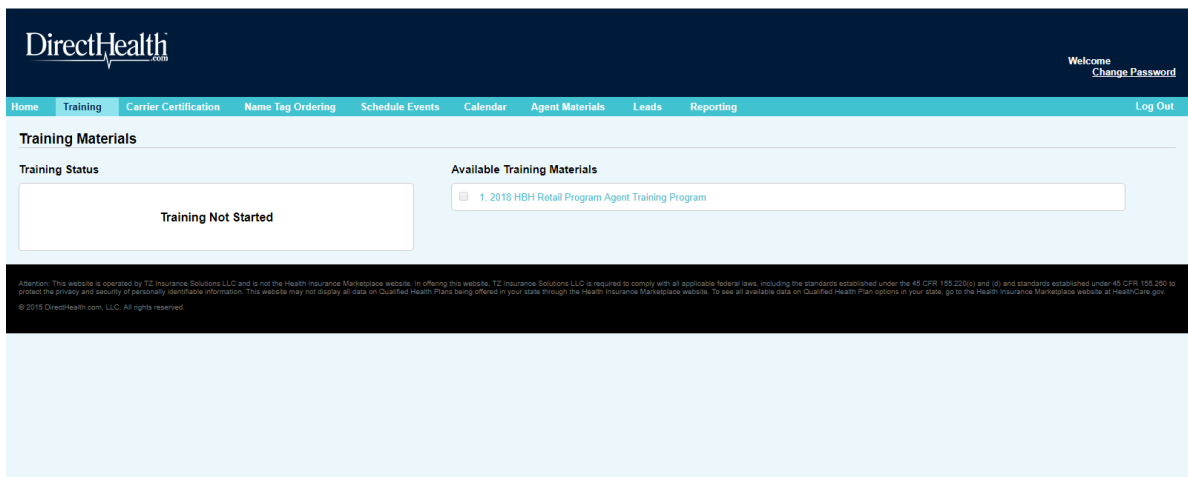 DirectHealth
.com
Welcome
Change Password
Home Training Carrier Certification Name Tag Ordering Schedule Events Calendar Agent Materials Leads Reporting Log Out
Training Materials
Training Status
Available Training Materials
Training Not Started
1. 2018 HBH Retail Program Agent Training Program
Attention: This website is operated by TZ Insurance Solutions LLC and is not the Health Insurance Marketplace website. In offering this website, TZ Insurance Solutions LLC is required to comply with all applicable federal laws, including the standards established under the 45 CFR 155.220(c) and (d) and standards established under 45 CFR 155.260 to
protect the privacy and security of personally identifiable information. This website may not display all data on Qualified Health Plans being offered in your state through the Health Insurance Marketplace website. To see all available data on Qualified Health Plan options in your state, go to the Health Insurance Marketplace website at HealthCare.gov.
© 2015 DirectHealth.com, LLC. All rights reserved.